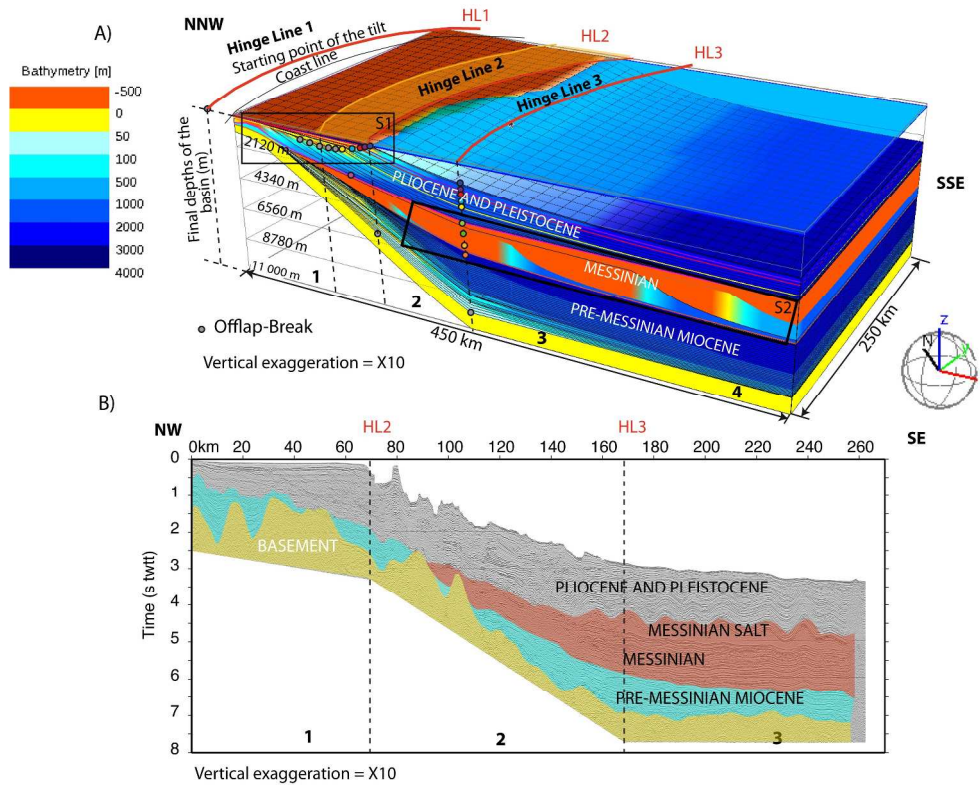 A)
NNW
HL1
HL2
HL3
Hinge Line 1
Starting point of the tilt
Coast line
Hinge Line 2
Hinge Line 3
Bathymetry [m]
-500
0
50
100
500
1000
2000
3000
4000
S1
SSE
Final depths of the
basin (m)
2120 m
4340 m
6560 m
8780 m
11 000 m
PLIOCENE AND PLEISTOCENE
MESSINIAN
S2
PRE-MESSINIAN MIOCENE
1
2
3
4
450 km
250 km
Offlap-Break
Vertical exaggeration = X10
N
z
y
B)
NW
HL2
HL3
SE
0km 20 40 60 80 100 120 140 160 180 200 220 240 260
0
1
2
3
4
5
6
7
8
Time (s twtt)
BASEMENT
PLIOCENE AND PLEISTOCENE
MESSINIAN SALT
MESSINIAN
PRE-MESSINIAN MIOCENE
1
2
3
Vertical exaggeration = X10